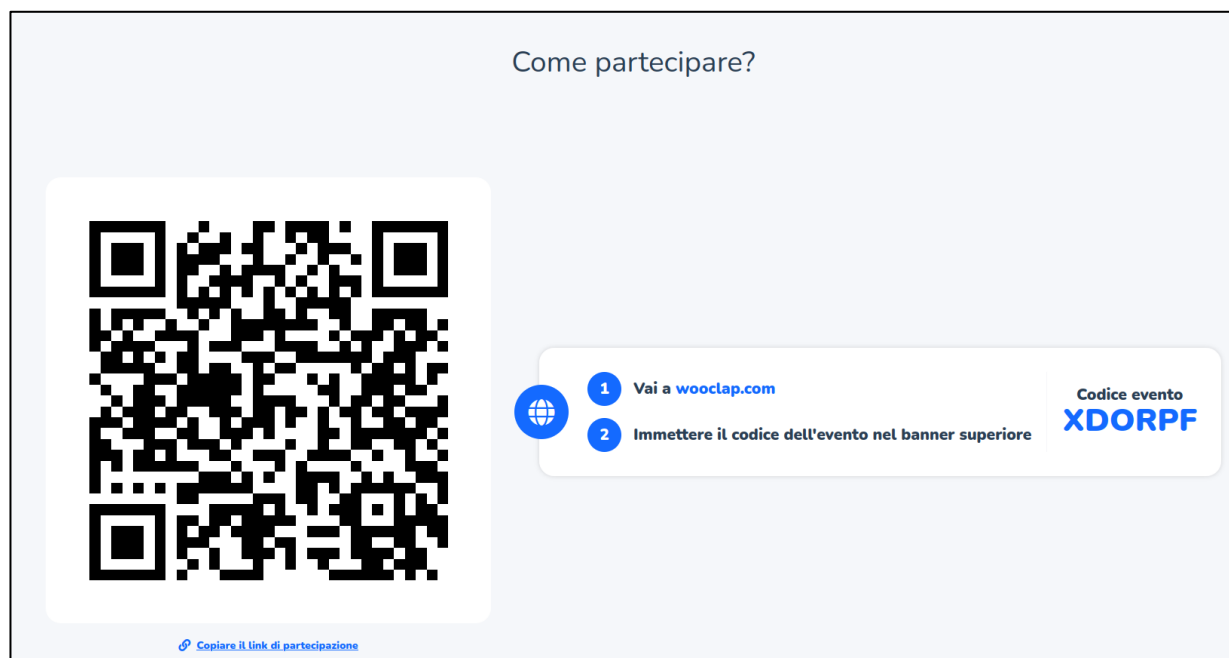 Come partecipare?
1 Vai a wooclap.com
2 Immettere il codice dell'evento nel banner superiore
Codice evento
XDORPF
Copiare il link di partecipazione